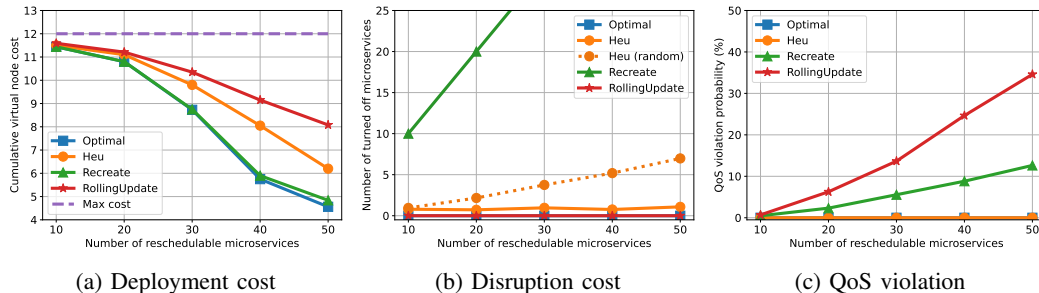 13
12
11
10
9
8
7
6
5
4
Cumulative virtual node cost
Optimal
Heu
Recreate
RollingUpdate
Max cost
10 20 30 40 50
Number of reschedulable microservices
(a) Deployment cost
25
20
15
10
5
0
Number of turned off microservices
Optimal
Heu
Heu (random)
Recreate
RollingUpdate
10 20 30 40 50
Number of reschedulable microservices
(b) Disruption cost
50
40
30
20
10
0
QoS violation probability (%)
Optimal
Heu
Recreate
RollingUpdate
10 20 30 40 50
Number of reschedulable microservices
(c) QoS violation